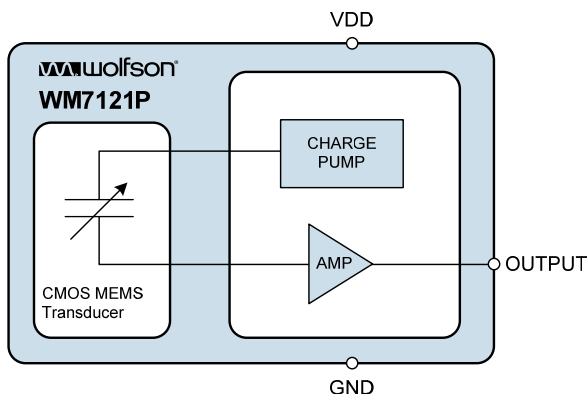 VDD
wolfson®
WM7121P
CHARGE
PUMP
AMP
OUTPUT
CMOS MEMS
Transducer
GND